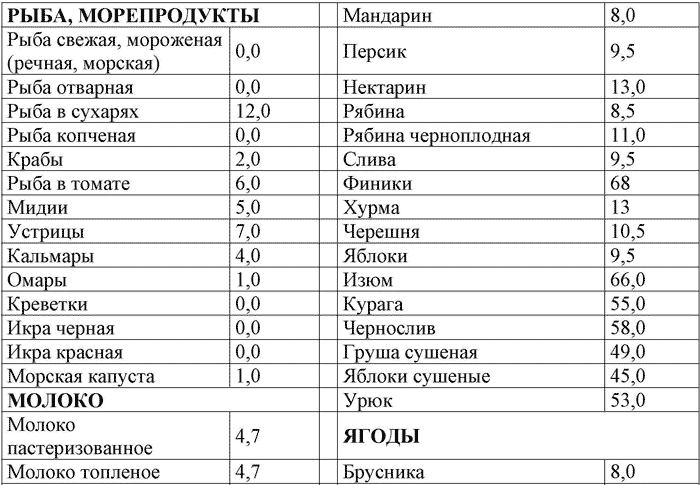 РЫБА, МОРЕПРОДУКТЫ Мандарин 8,0
Рыба свежая, мороженая
(речная, морская) 0,0 Персик 9,5
Рыба отварная 0,0 Нектарин 13,0
Рыба в сухарях 12,0 Рябина 8,5
Рыба копченая 0,0 Рябина черноплодная 11,0
Крабы 2,0 Слива 9,5
Рыба в томате 6,0 Финики 68
Мидии 5,0 Хурма 13
Устрицы 7,0 Черешня 10,5
Кальмары 4,0 Яблоки 9,5
Омары 1,0 Изюм 66,0
Креветки 0,0 Курага 55,0
Икра черная 0,0 Чернослив 58,0
Икра красная 0,0 Груша сушеная 49,0
Морская капуста 1,0 Яблоки сушеные 45,0
МОЛОКО Урюк 53,0
Молоко
пастеризованное 4,7 ЯГОДЫ
Молоко топленое 4,7 Брусника 8,0